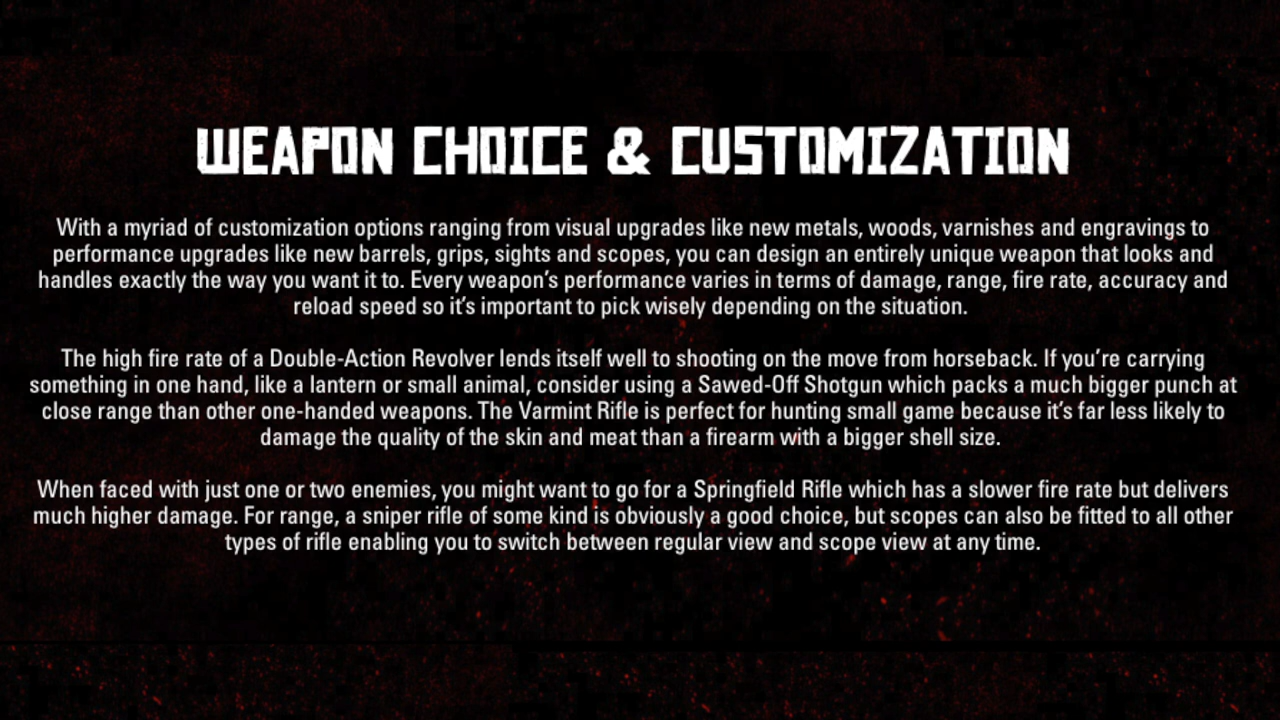 WEAPON CHOICE & CUSTOMIZATION
With a myriad of customization options ranging from visual upgrades like new metals, woods, varnishes and engravings to
performance upgrades like new barrels, grips, sights and scopes, you can design an entirely unique weapon that looks and
handles exactly the way you want it to. Every weapon’s performance varies in terms of damage, range, fire rate, accuracy and
reload speed so it’s important to pick wisely depending on the situation.
The high fire rate of a Double-Action Revolver lends itself well to shooting on the move from horseback. If you’re carrying
something in one hand, like a lantern or small animal, consider using a Sawed-Off Shotgun which packs a much bigger punch at
close range than other one-handed weapons. The Varmint Rifle is perfect for hunting small game because it’s far less likely to
damage the quality of the skin and meat than a firearm with a bigger shell size.
When faced with just one or two enemies, you might want to go for a Springfield Rifle which has a slower fire rate but delivers
much higher damage. For range, a sniper rifle of some kind is obviously a good choice, but scopes can also be fitted to all other
types of rifle enabling you to switch between regular view and scope view at any time.